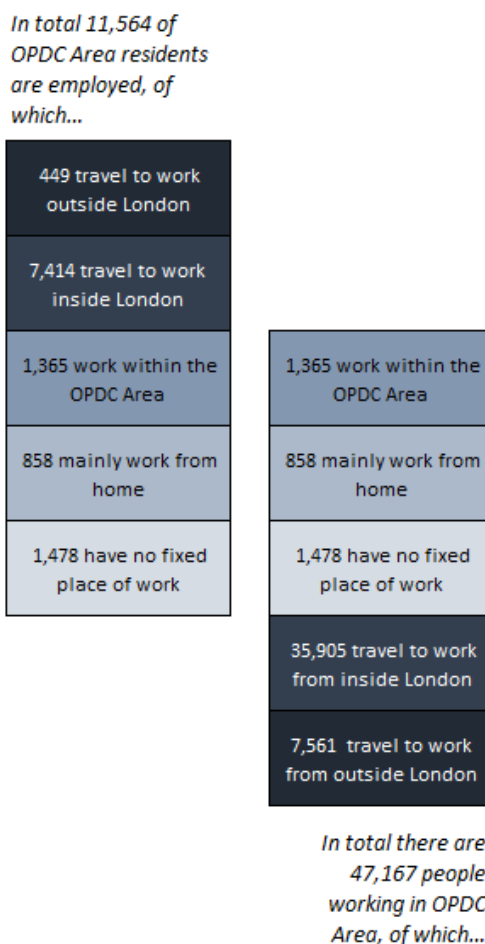 In total 11,564 of
OPDC Area residents
are employed, of
which...
449 travel to work
outside London
7,414 travel to work
inside London
1,365 work within the
OPDC Area
858 mainly work from
home
1,478 have no fixed
place of work
1,365 work within the
OPDC Area
858 mainly work from
home
1,478 have no fixed
place of work
35,905 travel to work
from inside London
7,561 travel to work
from outside London
In total there are
47,167 people
working in OPDC
Area, of which...